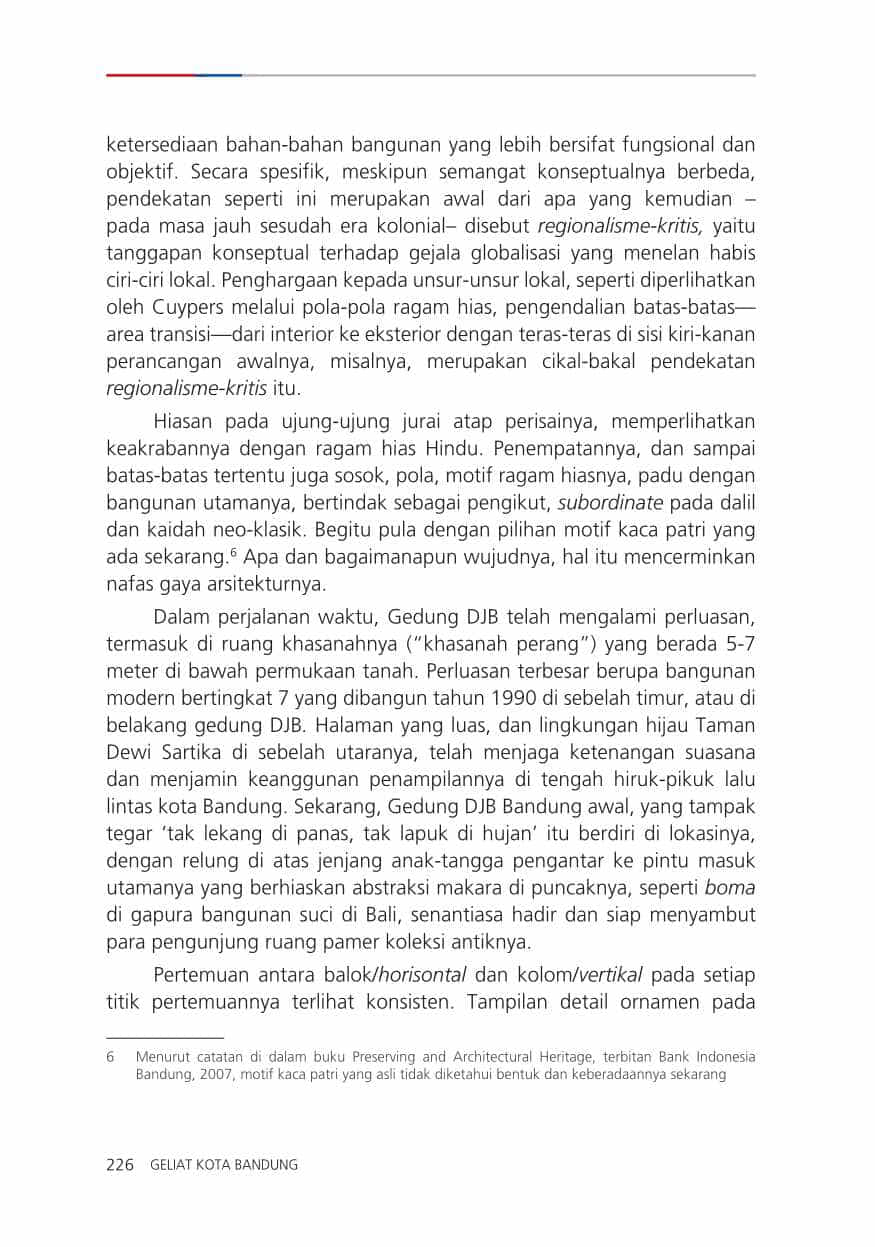 ketersediaan bahan-bahan bangunan yang lebih bersifat fungsional dan
objektif. Secara spesifik, meskipun semangat konseptualnya berbeda,
pendekatan seperti ini merupakan awal dari apa yang kemudian –
pada masa jauh sesudah era kolonial– disebut regionalisme-kritis, yaitu
tanggapan konseptual terhadap gejala globalisasi yang menelan habis
ciri-ciri lokal. Penghargaan kepada unsur-unsur lokal, seperti diperlihatkan
oleh Cuypers melalui pola-pola ragam hias, pengendalian batas-batas—
area transisi—dari interior ke eksterior dengan teras-teras di sisi kiri-kanan
perancangan awalnya, misalnya, merupakan cikal-bakal pendekatan
regionalisme-kritis itu.
Hiasan pada ujung-ujung jurai atap perisainya, memperlihatkan
keakrabannya dengan ragam hias Hindu. Penempatannya, dan sampai
batas-batas tertentu juga sosok, pola, motif ragam hiasnya, padu dengan
bangunan utamanya, bertindak sebagai pengikut, subordinate pada dalil
dan kaidah neo-klasik. Begitu pula dengan pilihan motif kaca patri yang
ada sekarang.6 Apa dan bagaimanapun wujudnya, hal itu mencerminkan
nafas gaya arsitekturnya.
Dalam perjalanan waktu, Gedung DJB telah mengalami perluasan,
termasuk di ruang khasanahnya (“khasanah perang”) yang berada 5-7
meter di bawah permukaan tanah. Perluasan terbesar berupa bangunan
modern bertingkat 7 yang dibangun tahun 1990 di sebelah timur, atau di
belakang gedung DJB. Halaman yang luas, dan lingkungan hijau Taman
Dewi Sartika di sebelah utaranya, telah menjaga ketenangan suasana
dan menjamin keanggunan penampilannya di tengah hiruk-pikuk lalu
lintas kota Bandung. Sekarang, Gedung DJB Bandung awal, yang tampak
tegar ‘tak lekang di panas, tak lapuk di hujan’ itu berdiri di lokasinya,
dengan relung di atas jenjang anak-tangga pengantar ke pintu masuk
utamanya yang berhiaskan abstraksi makara di puncaknya, seperti boma
di gapura bangunan suci di Bali, senantiasa hadir dan siap menyambut
para pengunjung ruang pamer koleksi antiknya.
Pertemuan antara balok/horisontal dan kolom/vertikal pada setiap
titik pertemuannya terlihat konsisten. Tampilan detail ornamen pada
6 Menurut catatan di dalam buku Preserving and Architectural Heritage, terbitan Bank Indonesia
Bandung, 2007, motif kaca patri yang asli tidak diketahui bentuk dan keberadaannya sekarang
226 GELIAT KOTA BANDUNG